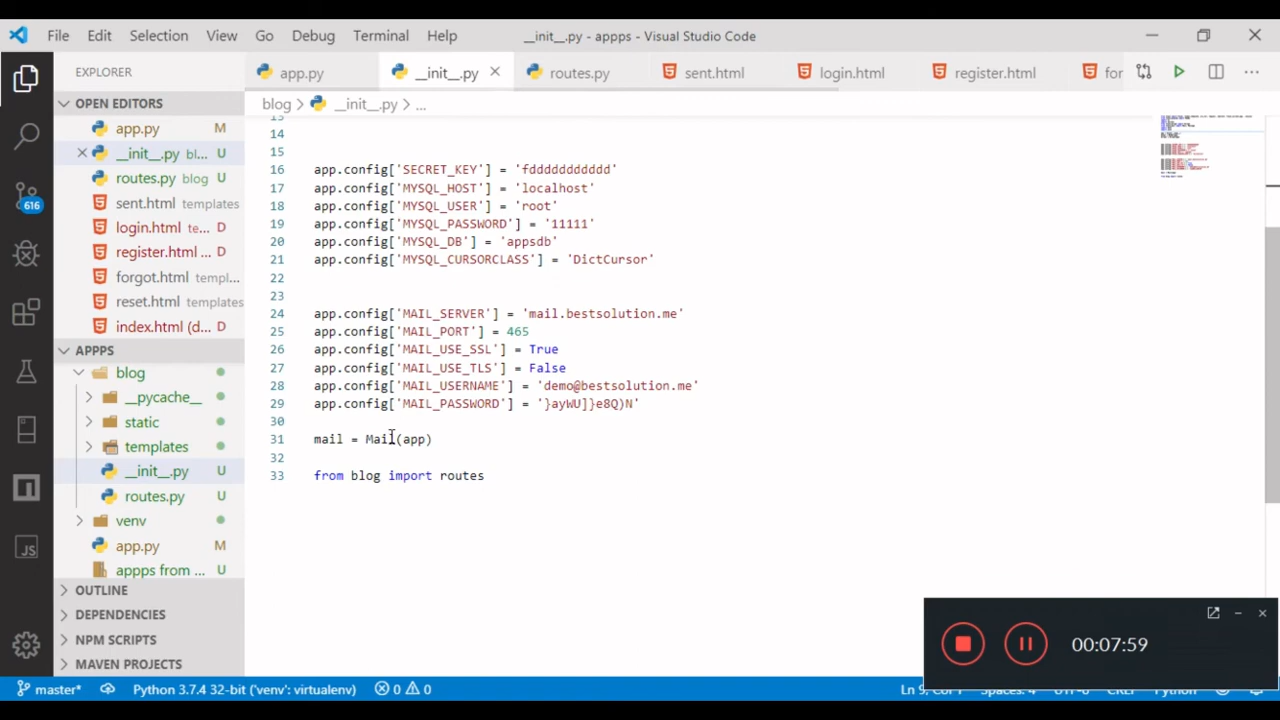 File Edit Selection View Go Debug Terminal Help __init__.py - appps - Visual Studio Code
EXPLORER
app.py __init__.py routes.py sent.html login.html register.html for
OPEN EDITORS
blog > __init__.py > ...
app.py M
__init__.py bl... U
routes.py blog U
sent.html templates
login.html te... D
register.html ... D
forgot.html templ...
reset.html templates
index.html (d... D
APPPS
blog
__pycache__
static
templates
__init__.py U
routes.py U
venv
app.py M
appps from ... U
OUTLINE
DEPENDENCIES
NPM SCRIPTS
MAVEN PROJECTS
616
JS
13
14
15
16 app.config['SECRET_KEY'] = 'fddddddddddd'
17 app.config['MYSQL_HOST'] = 'localhost'
18 app.config['MYSQL_USER'] = 'root'
19 app.config['MYSQL_PASSWORD'] = '11111'
20 app.config['MYSQL_DB'] = 'appsdb'
21 app.config['MYSQL_CURSORCLASS'] = 'DictCursor'
22
23
24 app.config['MAIL_SERVER'] = 'mail.bestsolution.me'
25 app.config['MAIL_PORT'] = 465
26 app.config['MAIL_USE_SSL'] = True
27 app.config['MAIL_USE_TLS'] = False
28 app.config['MAIL_USERNAME'] = 'demo@bestsolution.me'
29 app.config['MAIL_PASSWORD'] = '}ayWU]}e8Q)N'
30
31 mail = Mail(app)
32
33 from blog import routes
00:07:59
master* Python 3.7.4 32-bit ('venv': virtualenv) 0 0